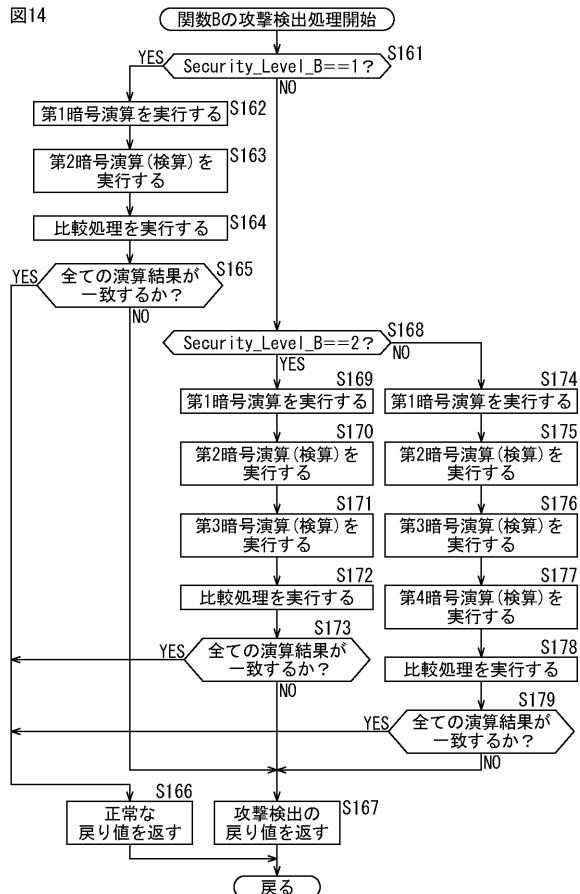 図14
関数Bの攻撃検出処理開始
S161
Security_Level_B==1?
YES
NO
第1暗号演算を実行する
S162
第2暗号演算(検算)を
実行する
S163
比較処理を実行する
S164
全ての演算結果が
一致するか?
S165
YES
NO
Security_Level_B==2?
S168
YES
NO
S169
第1暗号演算を実行する
S170
第2暗号演算(検算)を
実行する
S171
第3暗号演算(検算)を
実行する
S172
比較処理を実行する
S173
全ての演算結果が
一致するか?
YES
NO
S174
第1暗号演算を実行する
S175
第2暗号演算(検算)を
実行する
S176
第3暗号演算(検算)を
実行する
S177
第4暗号演算(検算)を
実行する
S178
比較処理を実行する
S179
全ての演算結果が
一致するか?
YES
NO
S166
正常な
戻り値を返す
S167
攻撃検出の
戻り値を返す
戻る